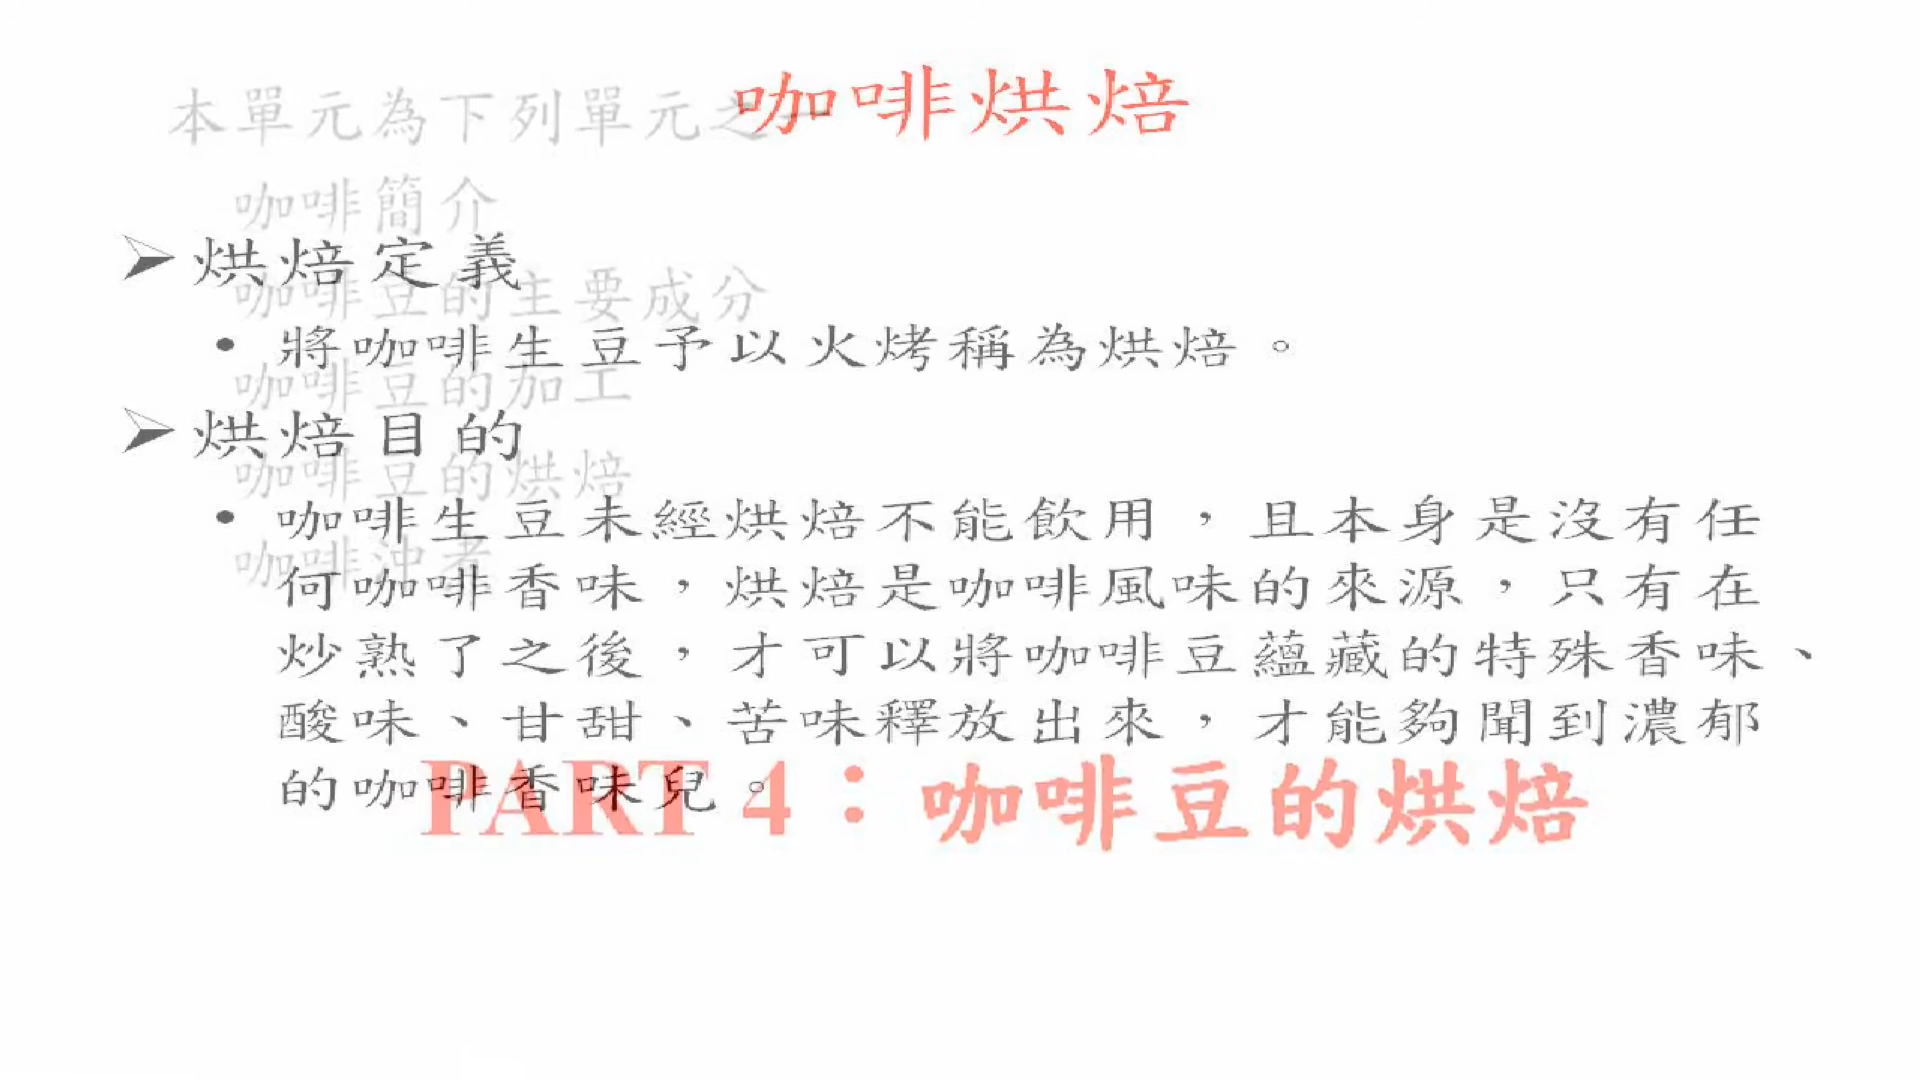 咖啡烘焙
➢烘焙定義
• 將咖啡生豆予以火烤稱為烘焙。
➢烘焙目的
• 咖啡生豆未經烘焙不能飲用，且本身是沒有任
何咖啡香味，烘焙是咖啡風味的來源，只有在
炒熟了之後，才可以將咖啡豆蘊藏的特殊香味、
酸味、甘甜、苦味釋放出來，才能夠聞到濃郁
的咖啡香味兒。
本單元為下列單元之一
咖啡簡介
咖啡豆的主要成分
咖啡豆的加工
咖啡豆的烘焙
咖啡沖煮
PART 4：咖啡豆的烘焙